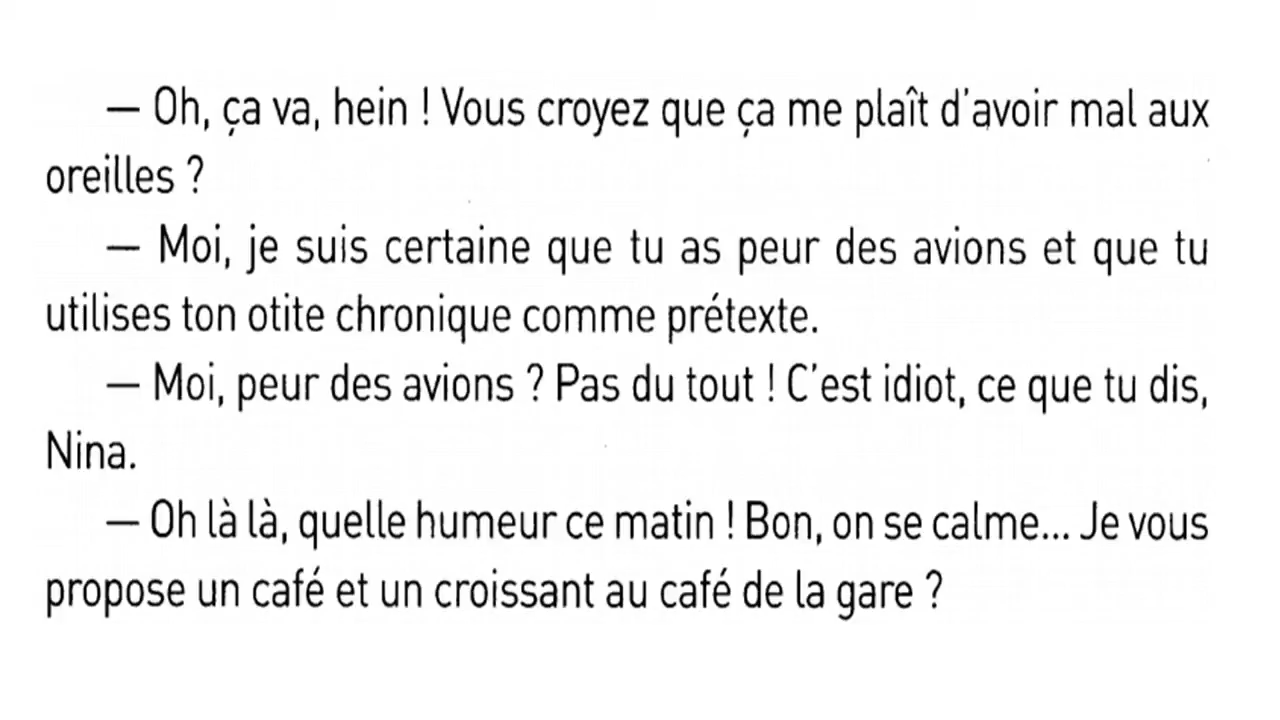 — Oh, ça va, hein ! Vous croyez que ça me plaît d'avoir mal aux
oreilles ?
— Moi, je suis certaine que tu as peur des avions et que tu
utilises ton otite chronique comme prétexte.
— Moi, peur des avions ? Pas du tout ! C'est idiot, ce que tu dis,
Nina.
— Oh là là, quelle humeur ce matin ! Bon, on se calme... Je vous
propose un café et un croissant au café de la gare ?